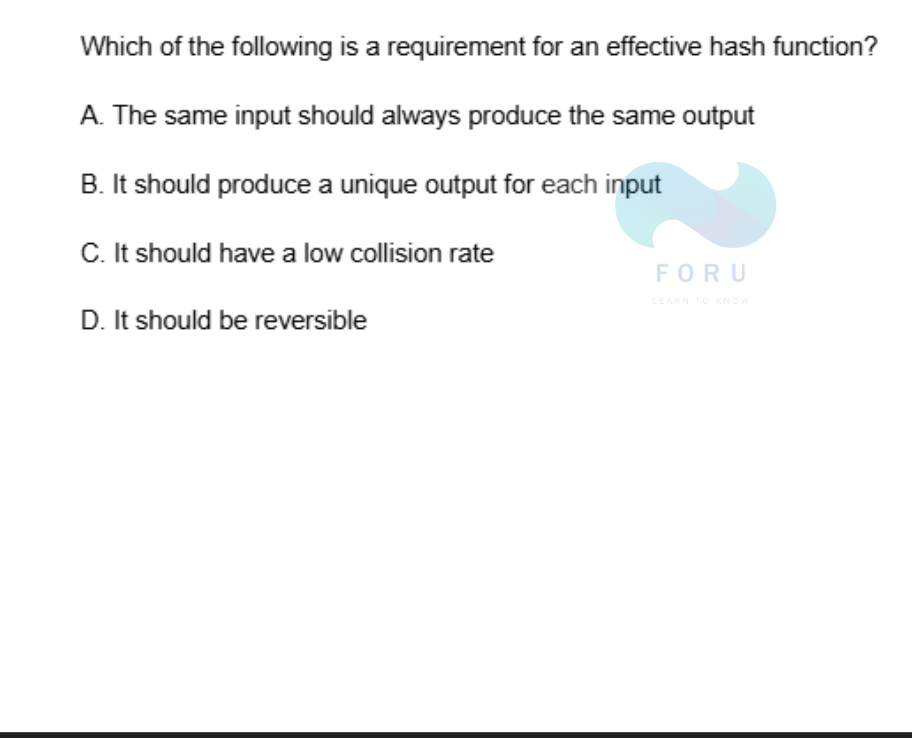 Which of the following is a requirement for an effective hash function?
A. The same input should always produce the same output
B. It should produce a unique output for each input
C. It should have a low collision rate
FORU
LEARN TO KNOW
D. It should be reversible